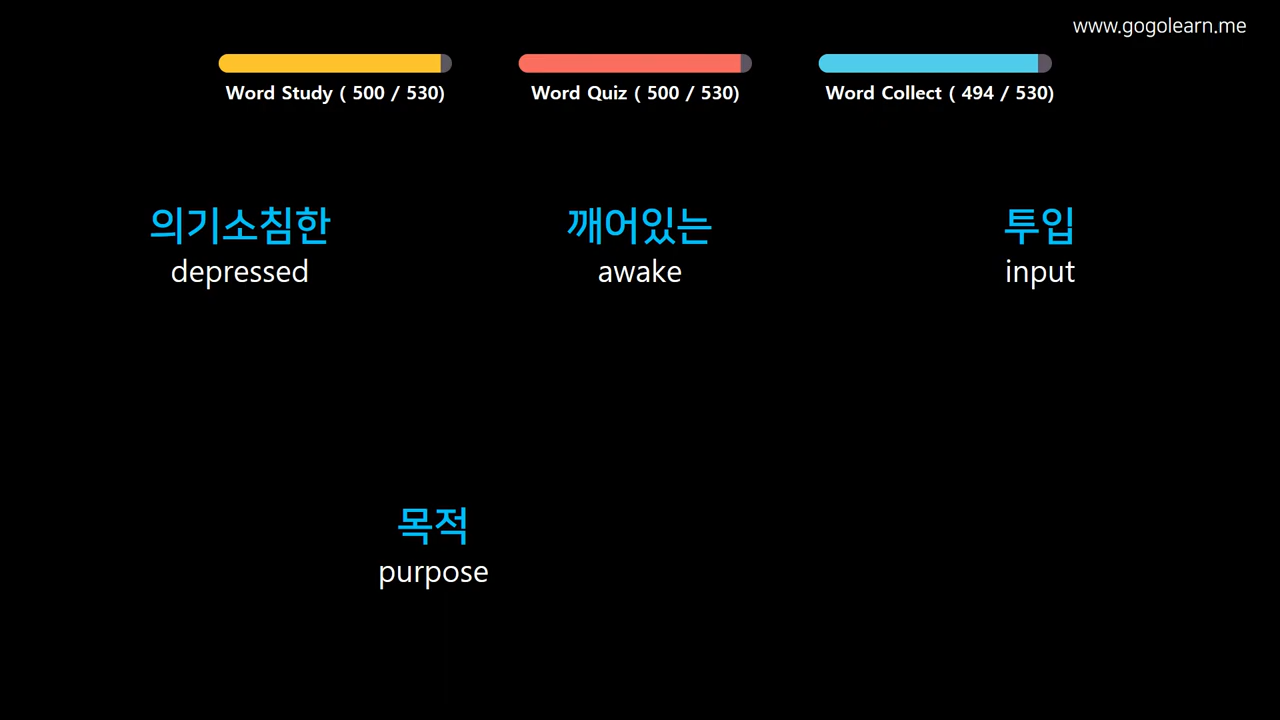 www.gogolearn.me
Word Study ( 500 / 530)
Word Quiz ( 500 / 530)
Word Collect ( 494 / 530)
의기소침한
depressed
깨어있는
awake
투입
input
목적
purpose